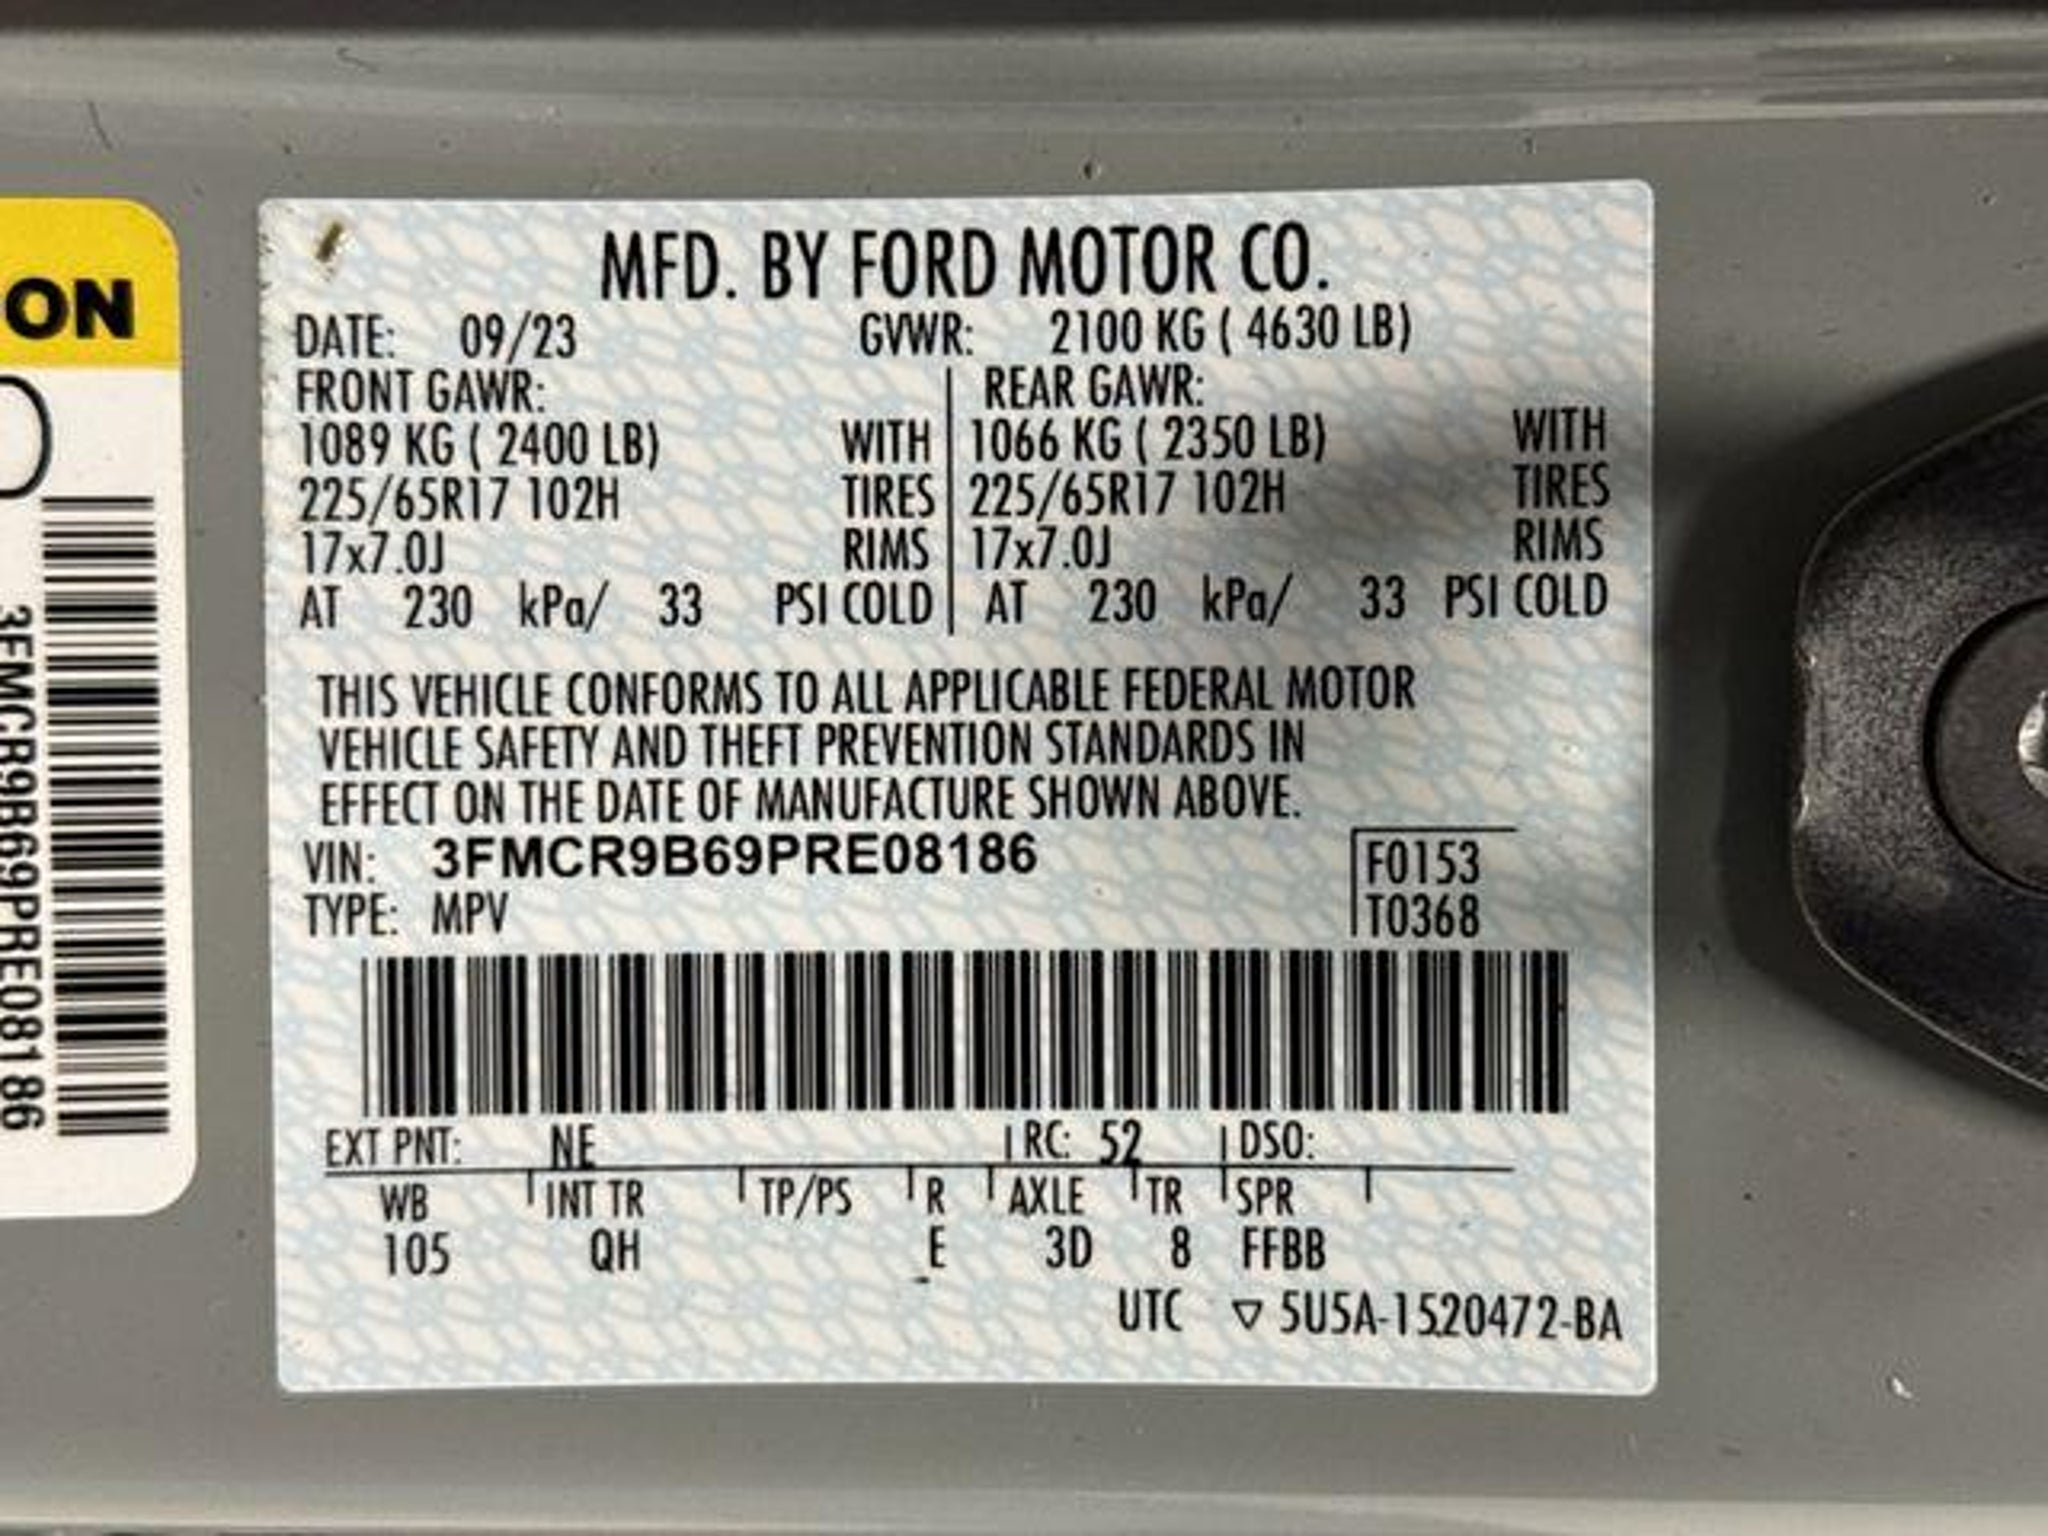 ON
3FMCR9B69PRE08186
MFD. BY FORD MOTOR CO.
DATE: 09/23 GVWR: 2100 KG ( 4630 LB)
FRONT GAWR: REAR GAWR:
1089 KG ( 2400 LB) WITH 1066 KG ( 2350 LB) WITH
225/65R17 102H TIRES 225/65R17 102H TIRES
17x7.0J RIMS 17x7.0J RIMS
AT 230 kPa/ 33 PSI COLD AT 230 kPa/ 33 PSI COLD
THIS VEHICLE CONFORMS TO ALL APPLICABLE FEDERAL MOTOR
VEHICLE SAFETY AND THEFT PREVENTION STANDARDS IN
EFFECT ON THE DATE OF MANUFACTURE SHOWN ABOVE.
VIN: 3FMCR9B69PRE08186 F0153
TYPE: MPV T0368
EXT PNT: NE RC: 52 DSO:
WB INT TR TP/PS R AXLE TR SPR
105 QH E 3D 8 FFBB
UTC ▽ 5U5A-1520472-BA